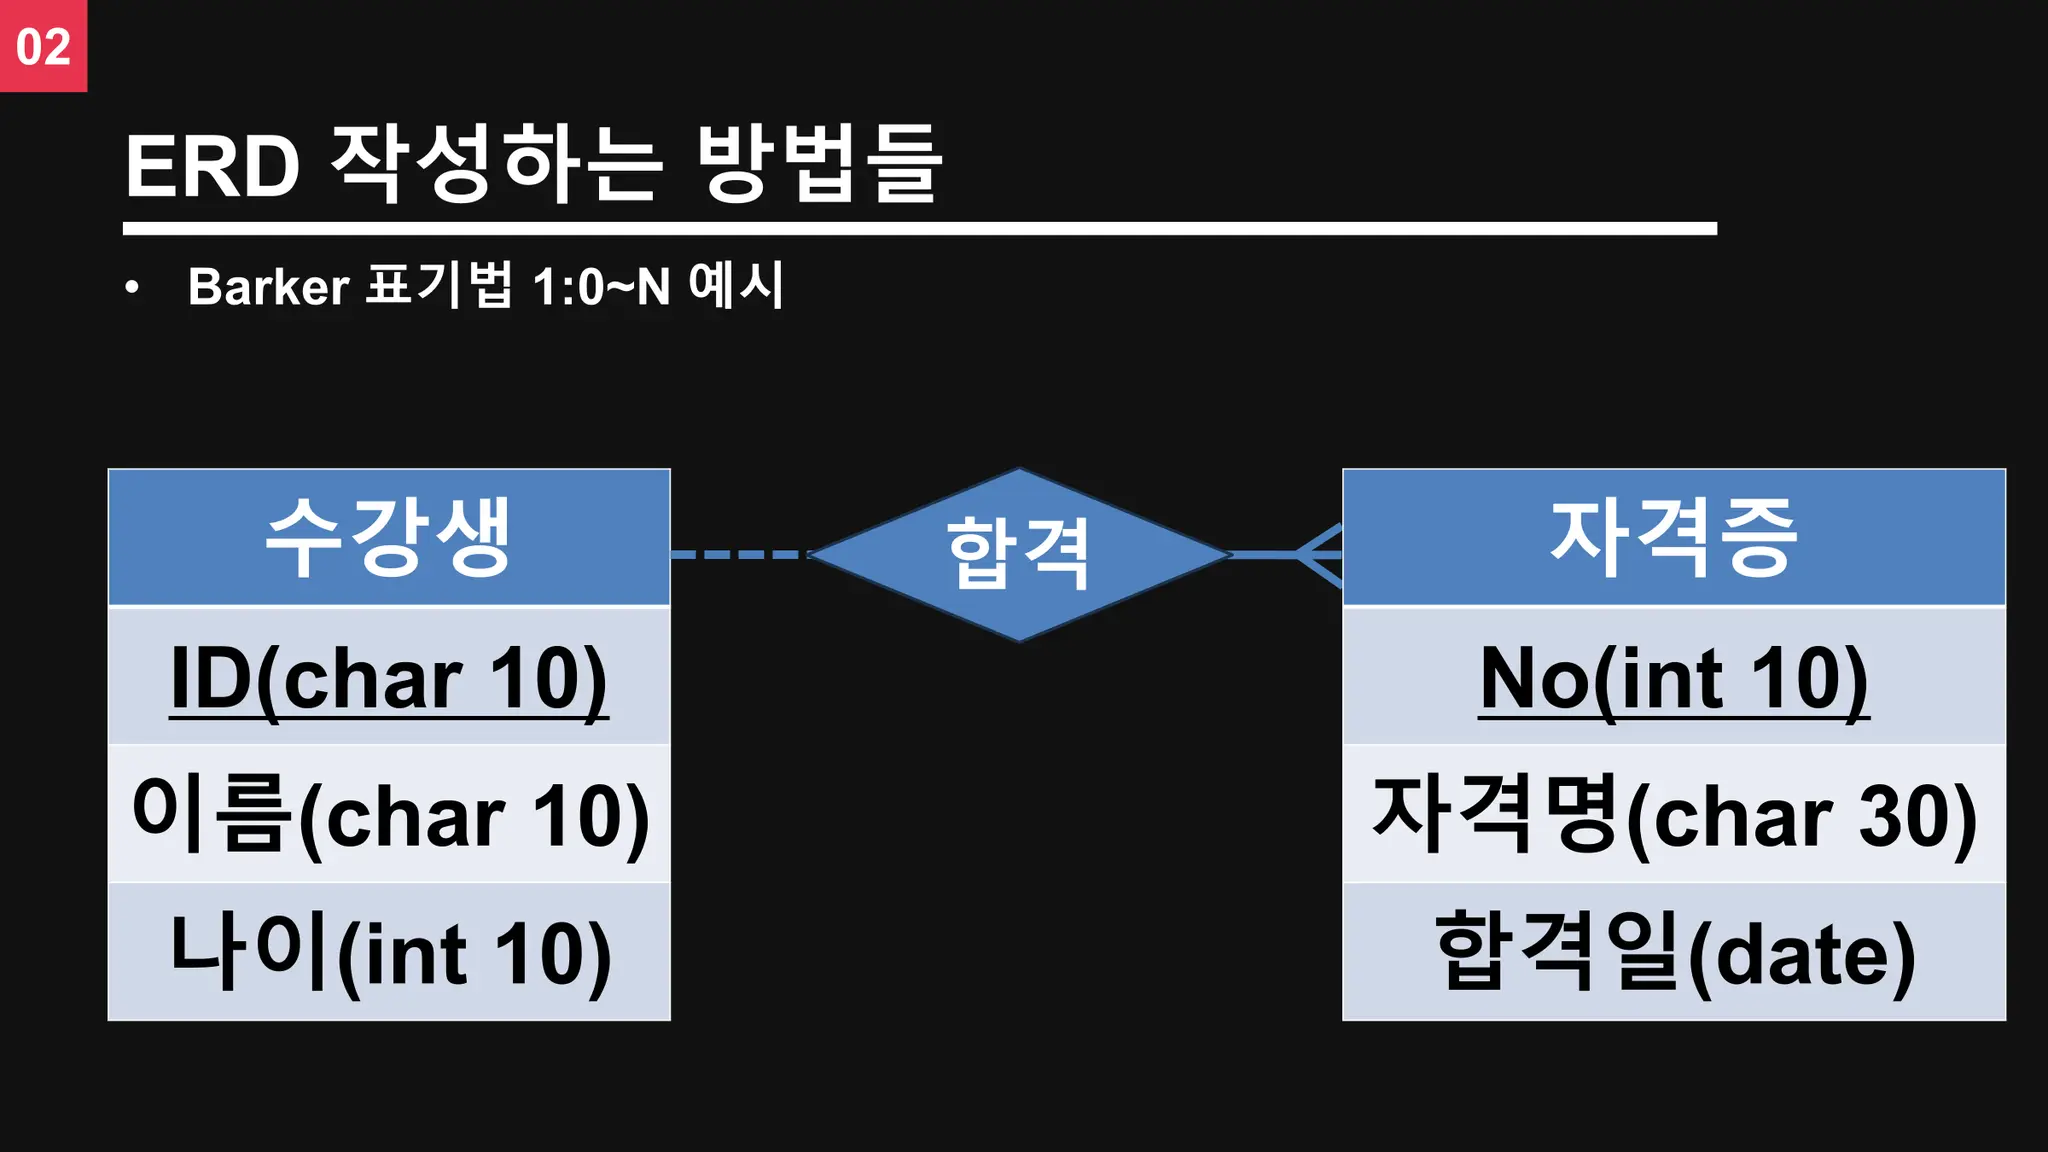 02
ERD 작성하는 방법들
• Barker 표기법 1:0~N 예시
수강생
ID(char 10)
이름(char 10)
나이(int 10)
합격
자격증
No(int 10)
자격명(char 30)
합격일(date)